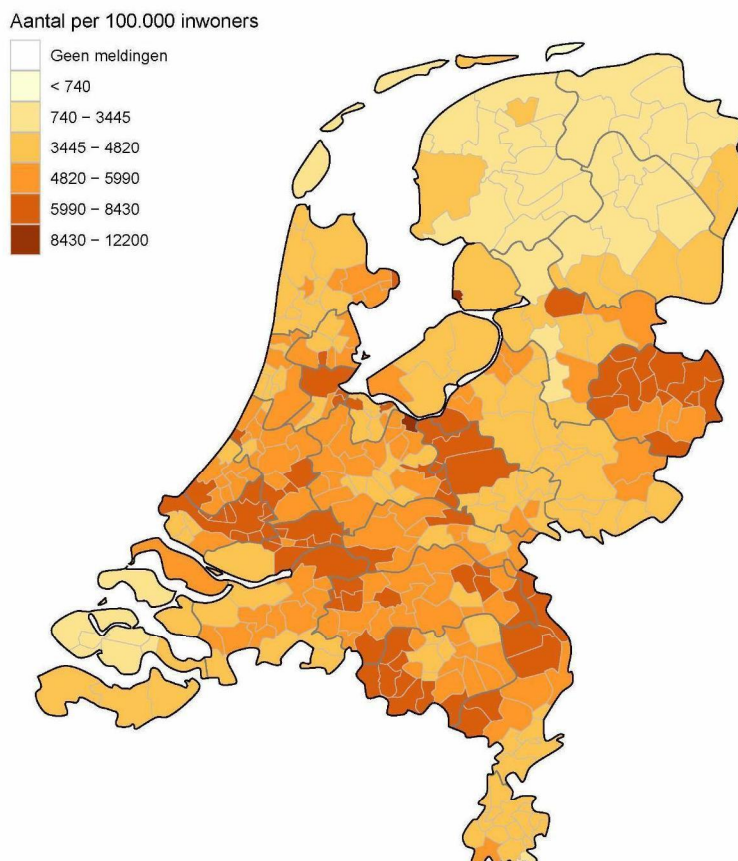 Aantal per 100.000 inwoners
Geen meldingen
< 740
740 − 3445
3445 − 4820
4820 − 5990
5990 − 8430
8430 − 12200